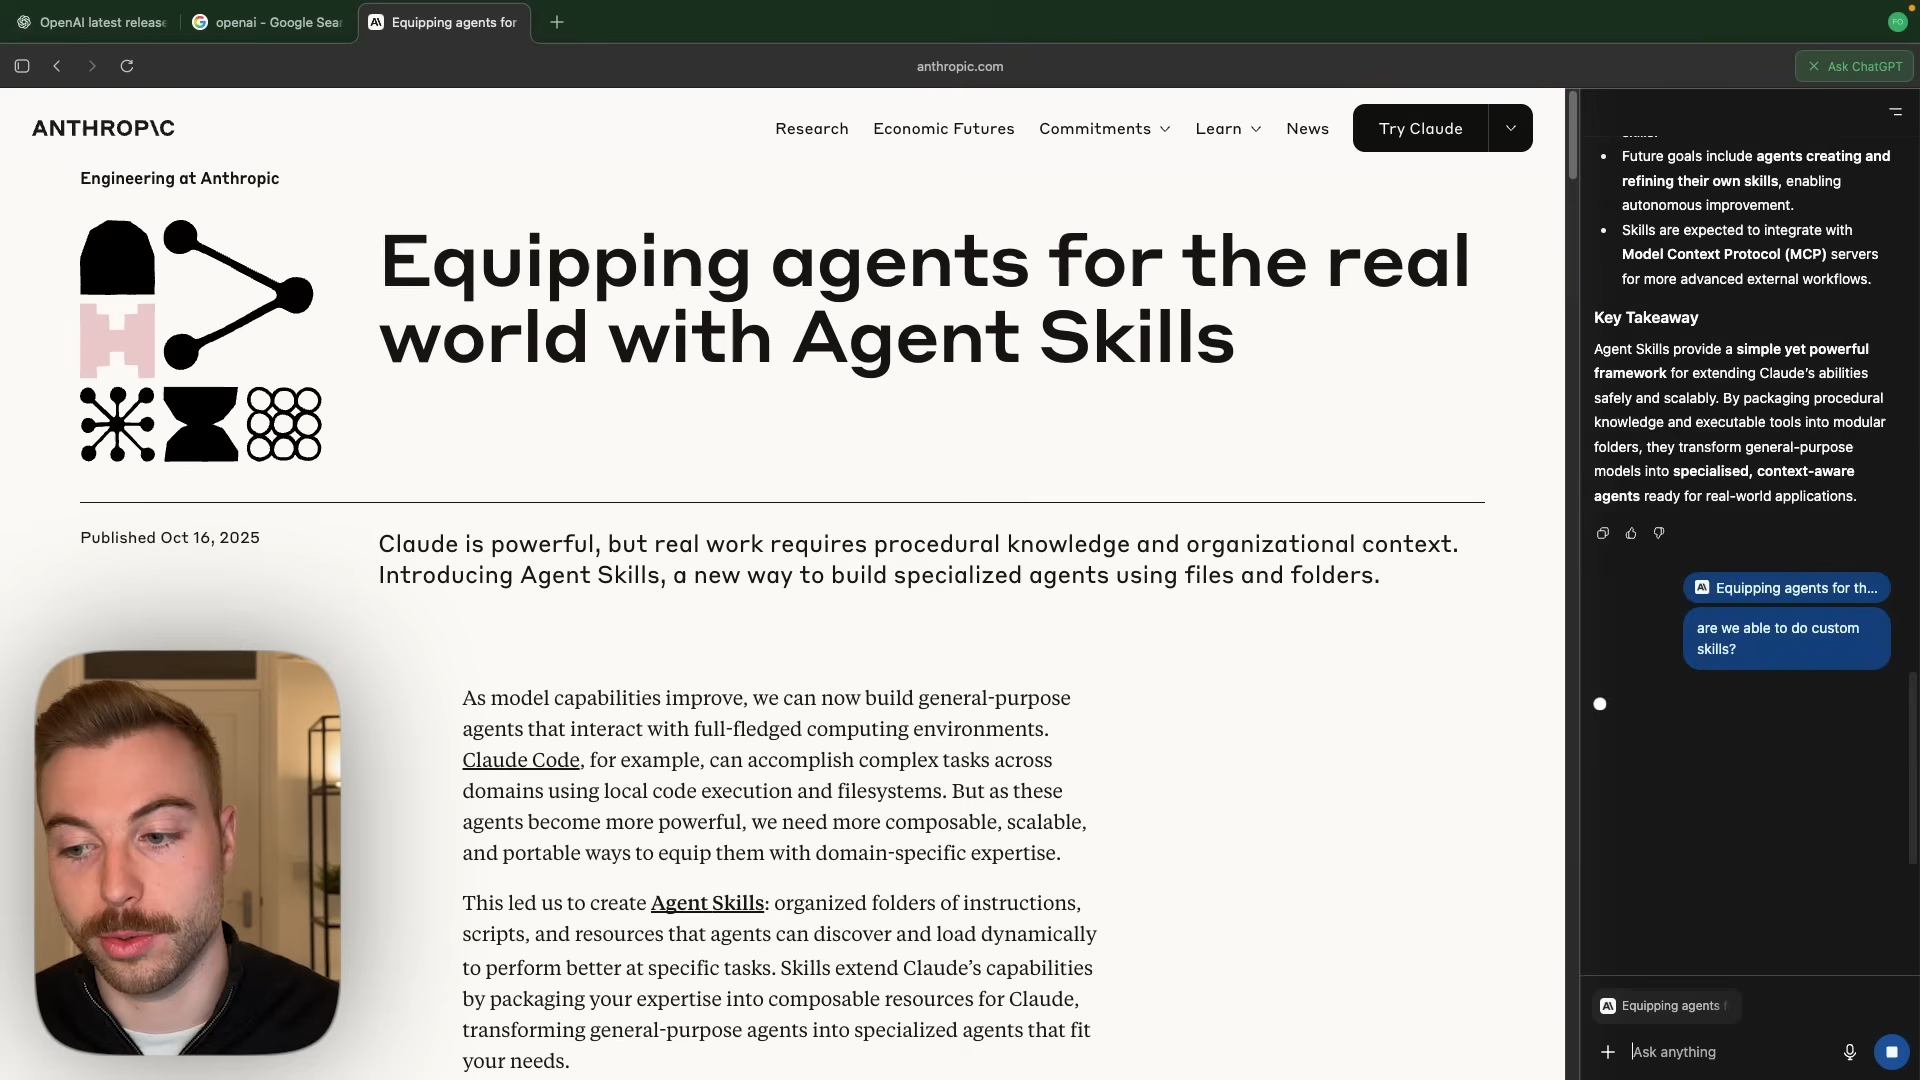 OpenAI latest release
openai - Google Sear
Equipping agents for
FO
anthropic.com
Ask ChatGPT
ANTHROP\C
Research
Economic Futures
Commitments
Learn
News
Try Claude
Engineering at Anthropic
Equipping agents for the real
world with Agent Skills
Published Oct 16, 2025
Claude is powerful, but real work requires procedural knowledge and organizational context.
Introducing Agent Skills, a new way to build specialized agents using files and folders.
As model capabilities improve, we can now build general-purpose
agents that interact with full-fledged computing environments.
Claude Code, for example, can accomplish complex tasks across
domains using local code execution and filesystems. But as these
agents become more powerful, we need more composable, scalable,
and portable ways to equip them with domain-specific expertise.
This led us to create Agent Skills: organized folders of instructions,
scripts, and resources that agents can discover and load dynamically
to perform better at specific tasks. Skills extend Claude's capabilities
by packaging your expertise into composable resources for Claude,
transforming general-purpose agents into specialized agents that fit
your needs.
• Future goals include agents creating and
refining their own skills, enabling
autonomous improvement.
• Skills are expected to integrate with
Model Context Protocol (MCP) servers
for more advanced external workflows.
Key Takeaway
Agent Skills provide a simple yet powerful
framework for extending Claude's abilities
safely and scalably. By packaging procedural
knowledge and executable tools into modular
folders, they transform general-purpose
models into specialised, context-aware
agents ready for real-world applications.
Equipping agents for th...
are we able to do custom
skills?
Equipping agents f
Ask anything